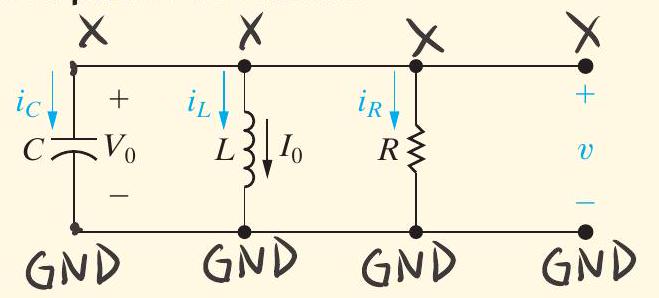 X X X X
i_C + i_L i_R +
C V_0 L I_0 R v
− −
GND GND GND GND